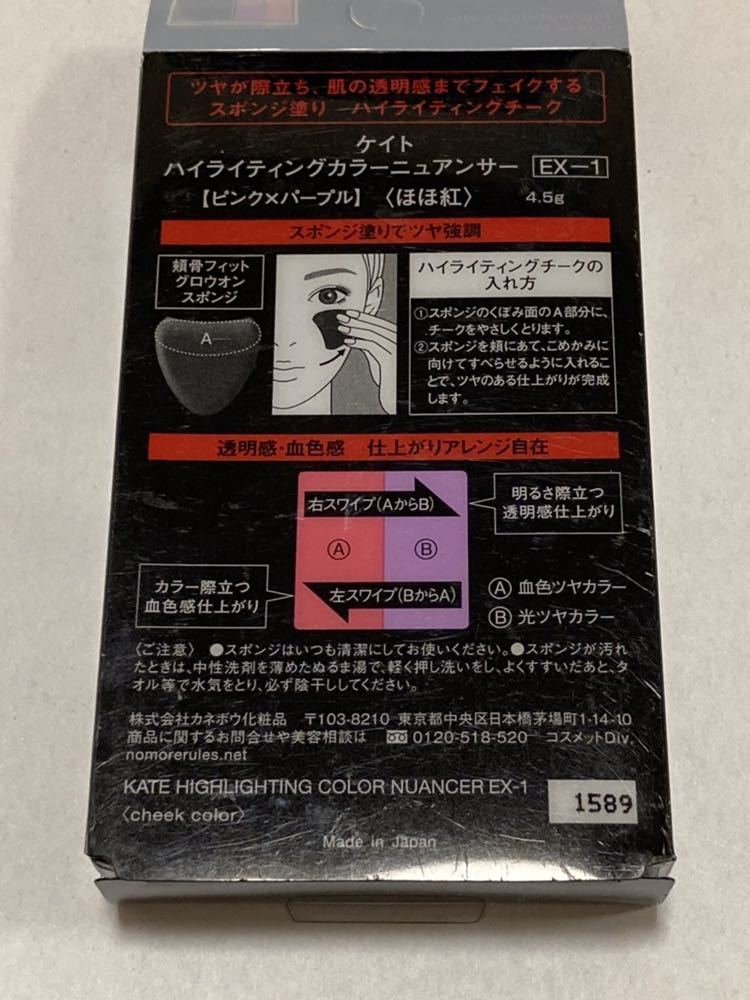 ツヤが際立ち、肌の透明感までフェイクする
スポンジ塗り ハイライティングチーク
ケイト
ハイライティングカラーニュアンサー EX-1
【ピンク×パープル】〈ほほ紅〉 4.5g
スポンジ塗りでツヤ強調
頬骨フィット
グロウオン
スポンジ
A
ハイライティングチークの
入れ方
①スポンジのくぼみ面のA部分に、
チークをやさしくとります。
②スポンジを頬にあて、こめかみに
向けてすべらせるように入れるこ
とで、ツヤのある仕上がりが完成
します。
透明感・血色感 仕上がりアレンジ自在
右スワイプ(AからB)
明るさ際立つ
透明感仕上がり
Ⓐ Ⓑ
カラー際立つ
血色感仕上がり
左スワイプ(BからA)
Ⓐ 血色ツヤカラー
Ⓑ 光ツヤカラー
〈ご注意〉 ●スポンジはいつも清潔にしてお使いください。●スポンジが汚れ
たときは、中性洗剤を薄めたぬるま湯で、軽く押し洗いをし、よくすすいだあと、タ
オル等で水気をとり、必ず陰干ししてください。
株式会社カネボウ化粧品 〒103-8210 東京都中央区日本橋茅場町1-14-10
商品に関するお問合せや美容相談は 0120-518-520 コスメットDiv.
nomorerules.net
KATE HIGHLIGHTING COLOR NUANCER EX-1
〈cheek color〉
1589
Made in Japan